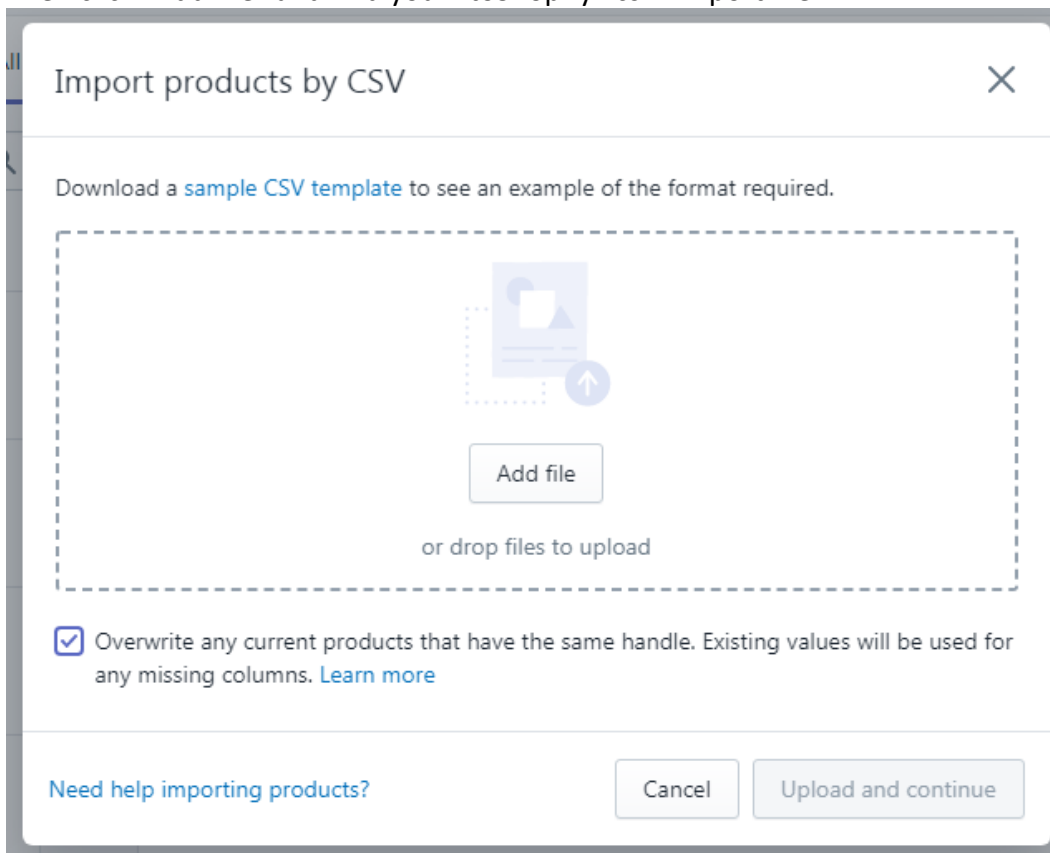 All
Import products by CSV
Download a sample CSV template to see an example of the format required.
Add file
or drop files to upload
Overwrite any current products that have the same handle. Existing values will be used for
any missing columns. Learn more
Need help importing products?
Cancel
Upload and continue